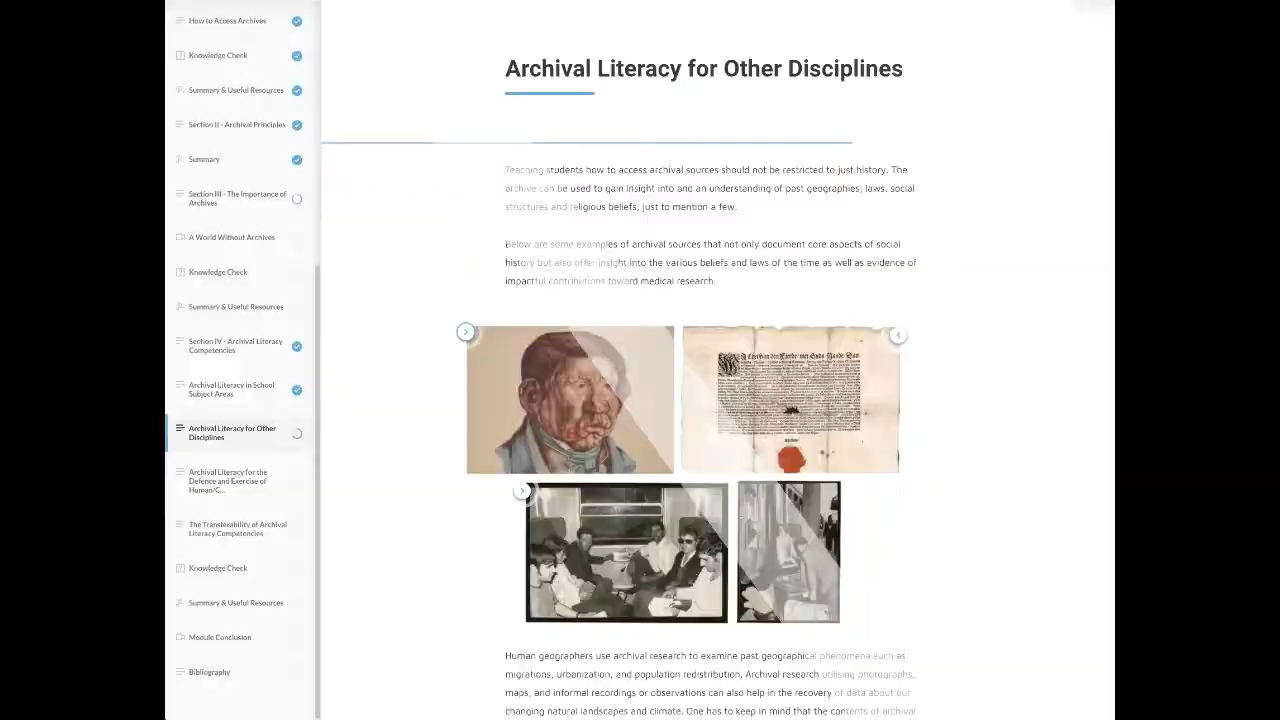 How to Access Archives
Knowledge Check
Summary & Useful Resources
Section II - Archival Principles
Summary
Section III - The Importance of
Archives
A World Without Archives
Knowledge Check
Summary & Useful Resources
Section IV - Archival Literacy
Competencies
Archival Literacy in School
Subject Areas
Archival Literacy for Other
Disciplines
Archival Literacy for the
Defence and Exercise of
Human/C...
The Transferability of Archival
Literacy Competencies
Knowledge Check
Summary & Useful Resources
Module Conclusion
Bibliography
Archival Literacy for Other Disciplines
Teaching students how to access archival sources should not be restricted to just history. The
archive can be used to gain insight into and an understanding of past geographies, laws, social
structures and religious beliefs, just to mention a few.
Below are some examples of archival sources that not only document core aspects of social
history but also offer insight into the various beliefs and laws of the time as well as evidence of
impactful contributions toward medical research.
Human geographers use archival research to examine past geographical phenomena such as
migrations, urbanization, and population redistribution. Archival research utilising photographs,
maps, and informal recordings or observations can also help in the recovery of data about our
changing natural landscapes and climate. One has to keep in mind that the contents of archival